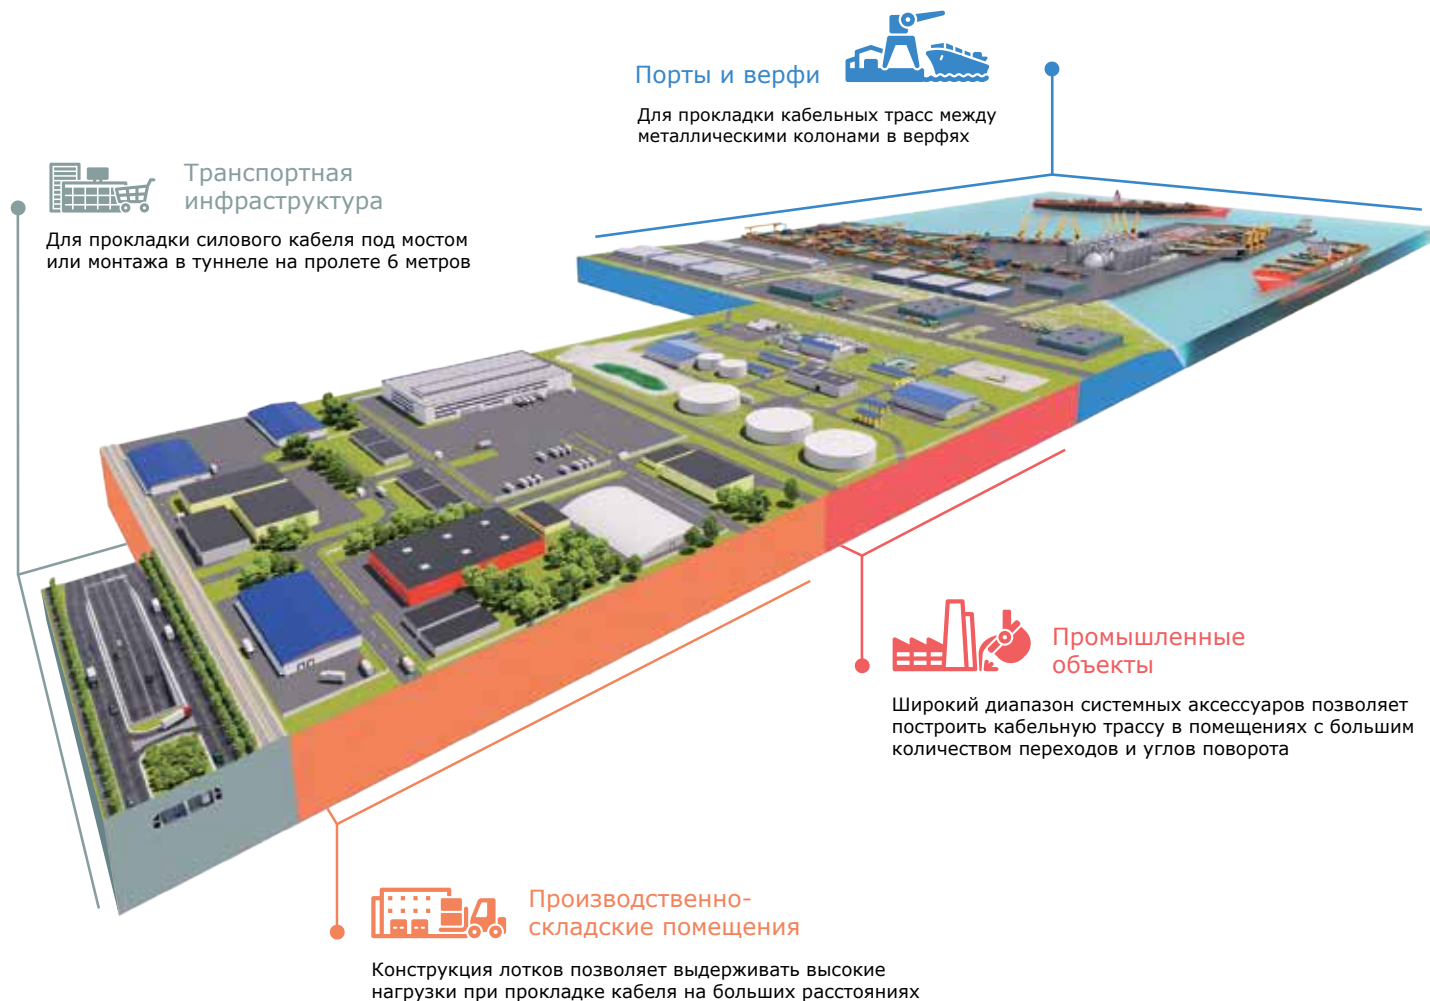 Порты и верфи
Для прокладки кабельных трасс между
металлическими колонами в верфях
Транспортная
инфраструктура
Для прокладки силового кабеля под мостом
или монтажа в туннеле на пролете 6 метров
Промышленные
объекты
Широкий диапазон системных аксессуаров позволяет
построить кабельную трассу в помещениях с большим
количеством переходов и углов поворота
Производственно-
складские помещения
Конструкция лотков позволяет выдерживать высокие
нагрузки при прокладке кабеля на больших расстояниях